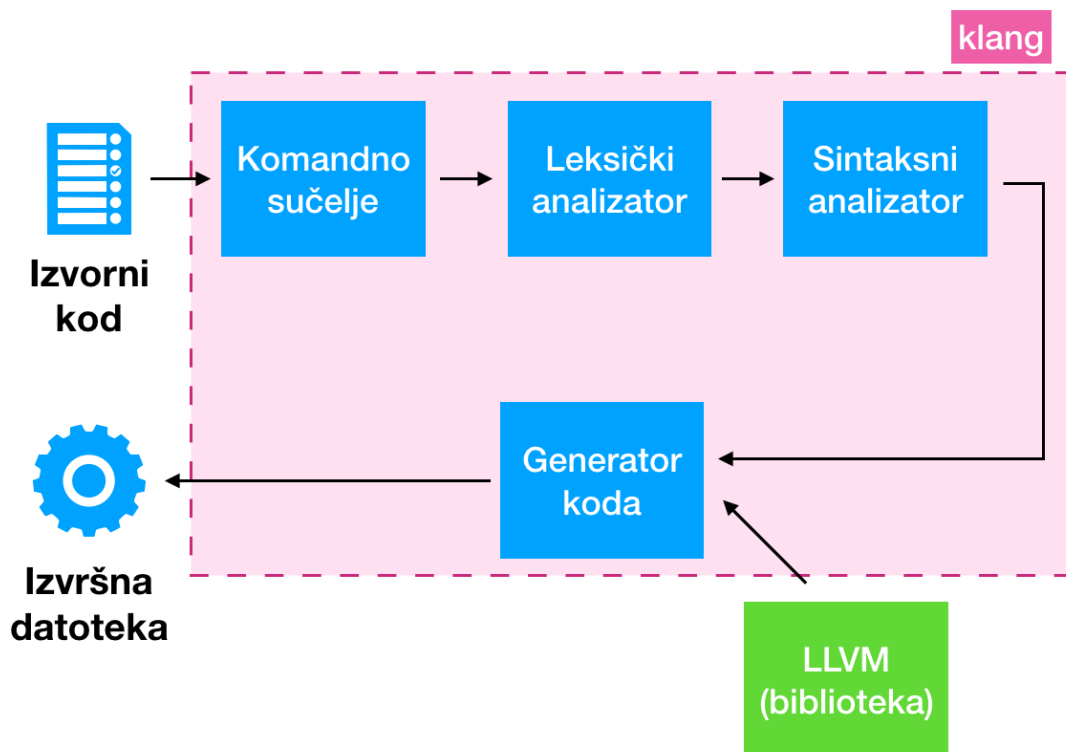 klang
Komandno
sučelje
Leksički
analizator
Sintaksni
analizator
Izvorni
kod
Generator
koda
Izvršna
datoteka
LLVM
(biblioteka)